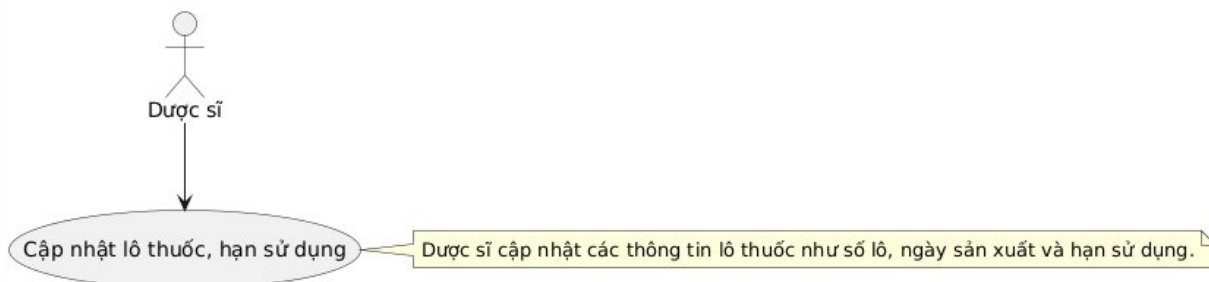 Dược sĩ
Cập nhật lô thuốc, hạn sử dụng
Dược sĩ cập nhật các thông tin lô thuốc như số lô, ngày sản xuất và hạn sử dụng.